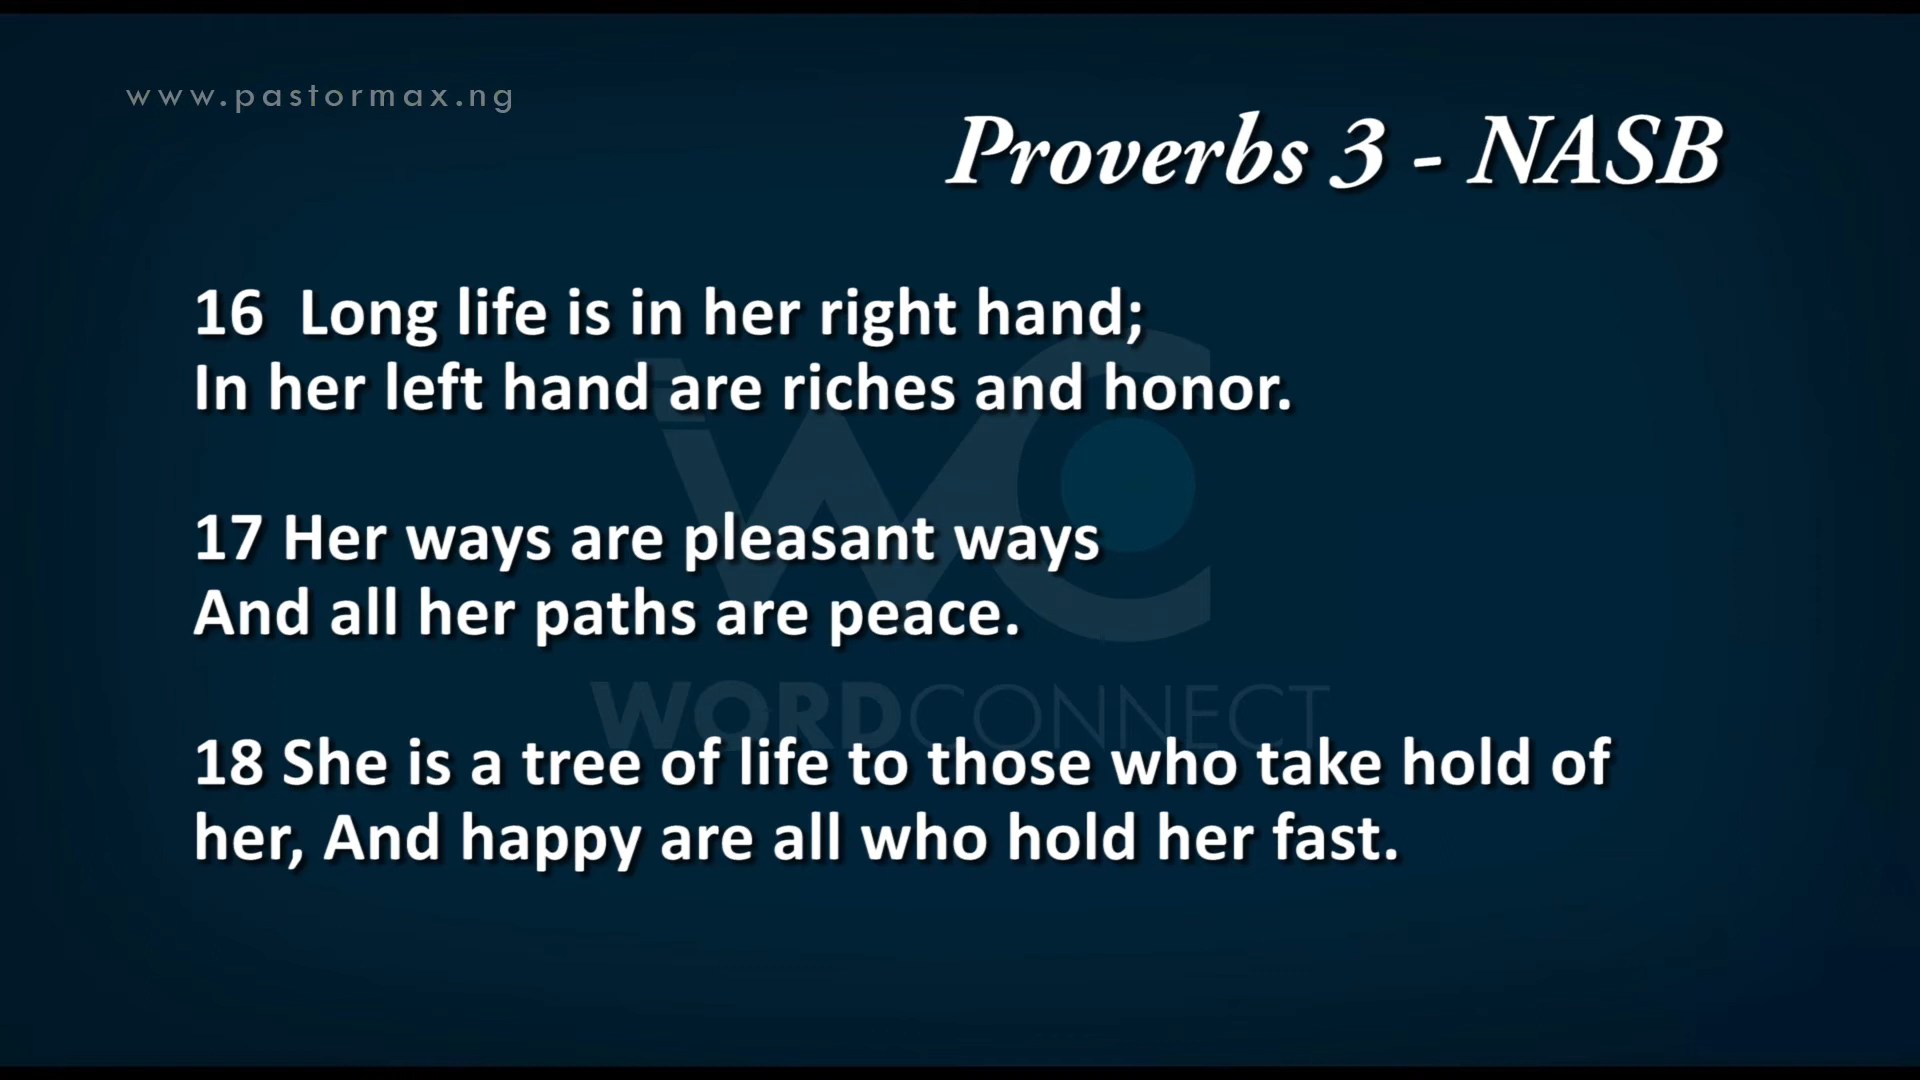 www.pastormax.ng
Proverbs 3 - NASB
16  Long life is in her right hand;
In her left hand are riches and honor.
17 Her ways are pleasant ways
And all her paths are peace.
WORDCONNECT
18 She is a tree of life to those who take hold of
her, And happy are all who hold her fast.